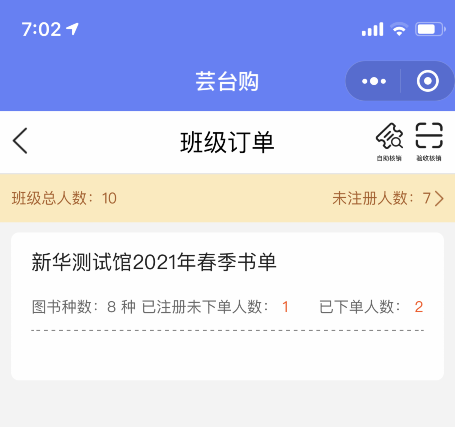 7:02
芸台购
班级订单
自助核销 验收核销
班级总人数：10 未注册人数：7
新华测试馆2021年春季书单
图书种数：8 种 已注册未下单人数：1 已下单人数：2